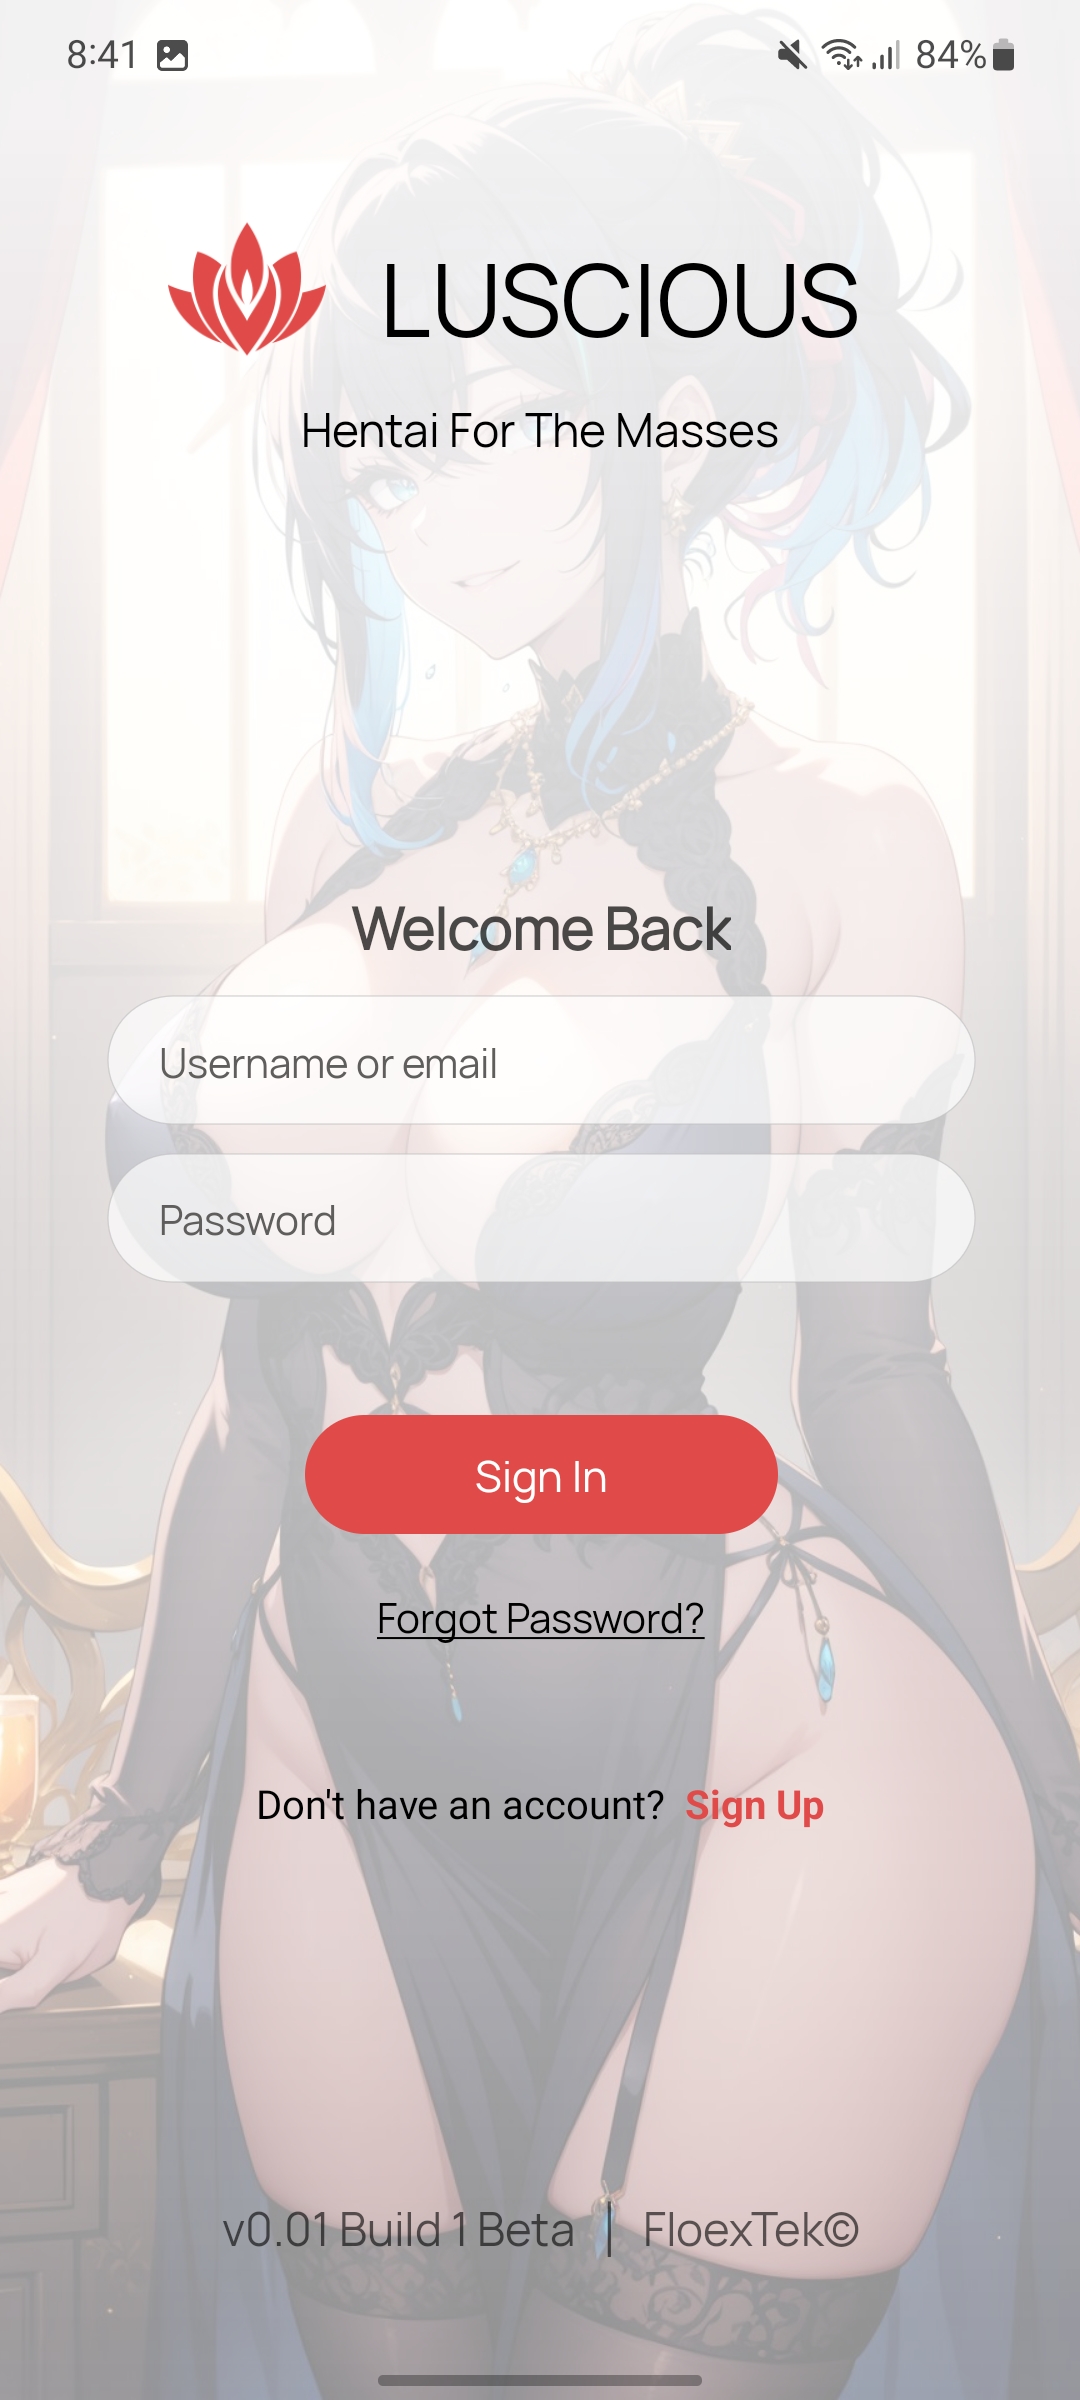 8:41 84%
LUSCIOUS
Hentai For The Masses
Welcome Back
Username or email
Password
Sign In
Forgot Password?
Don't have an account? Sign Up
v0.01 Build 1 Beta | FloexTek©